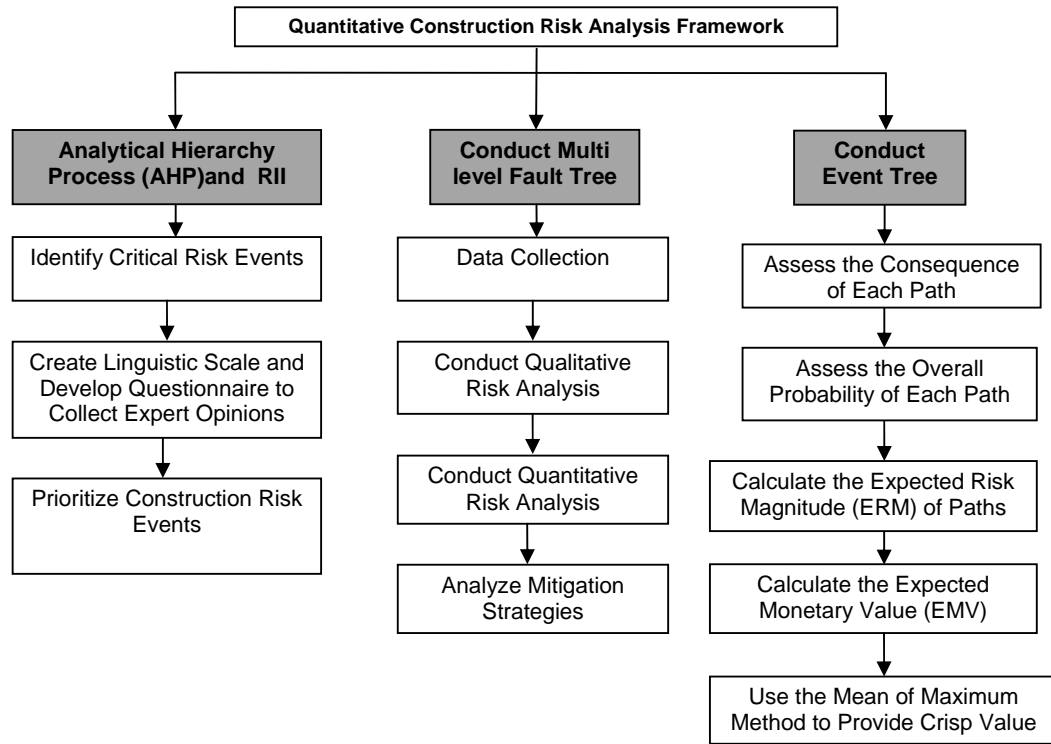 Quantitative Construction Risk Analysis Framework
Analytical Hierarchy
Process (AHP)and RII
Identify Critical Risk Events
Create Linguistic Scale and
Develop Questionnaire to
Collect Expert Opinions
Prioritize Construction Risk
Events
Conduct Multi
level Fault Tree
Data Collection
Conduct Qualitative
Risk Analysis
Conduct Quantitative
Risk Analysis
Analyze Mitigation
Strategies
Conduct
Event Tree
Assess the Consequence
of Each Path
Assess the Overall
Probability of Each Path
Calculate the Expected Risk
Magnitude (ERM) of Paths
Calculate the Expected
Monetary Value (EMV)
Use the Mean of Maximum
Method to Provide Crisp Value